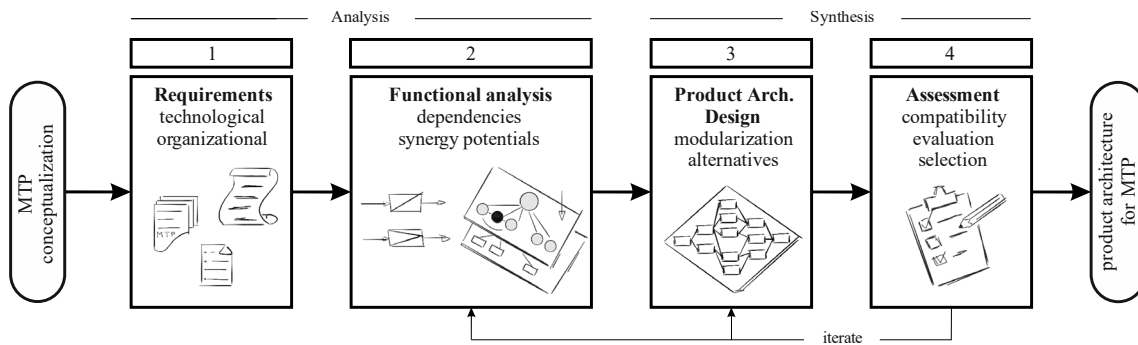 Analysis
Synthesis
1
2
3
4
MTP
conceptualization
Requirements
technological
organizational
MTP
Functional analysis
dependencies
synergy potentials
Product Arch.
Design
modularization
alternatives
Assessment
compatibility
evaluation
selection
product architecture
for MTP
iterate